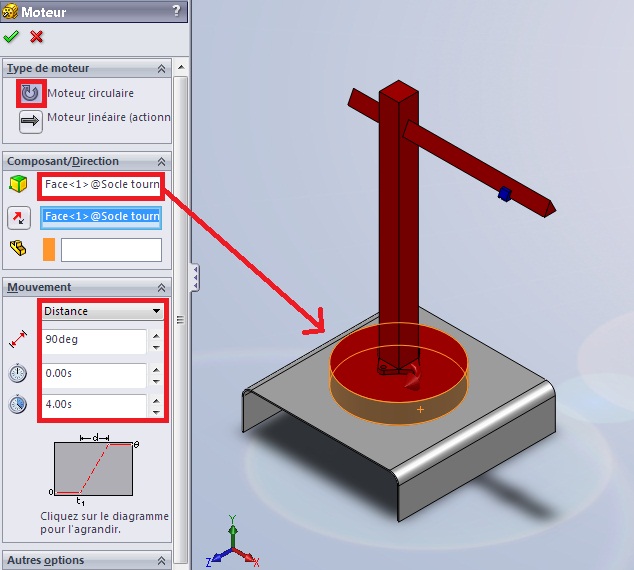 Moteur ?
Type de moteur
Moteur circulaire
Moteur linéaire (actionn
Composant/Direction
Face<1>@Socle tourn
Face<1>@Socle tourn
Mouvement
Distance
90deg
0.00s
4.00s
d
θ
0
t1
Cliquez sur le diagramme
pour l'agrandir.
Autres options
Y
Z
X